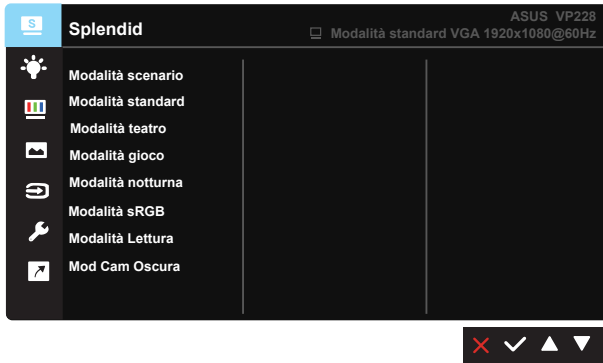 S
Splendid
ASUS VP228
Modalità standard VGA 1920x1080@60Hz
Modalità scenario
Modalità standard
Modalità teatro
Modalità gioco
Modalità notturna
Modalità sRGB
Modalità Lettura
Mod Cam Oscura